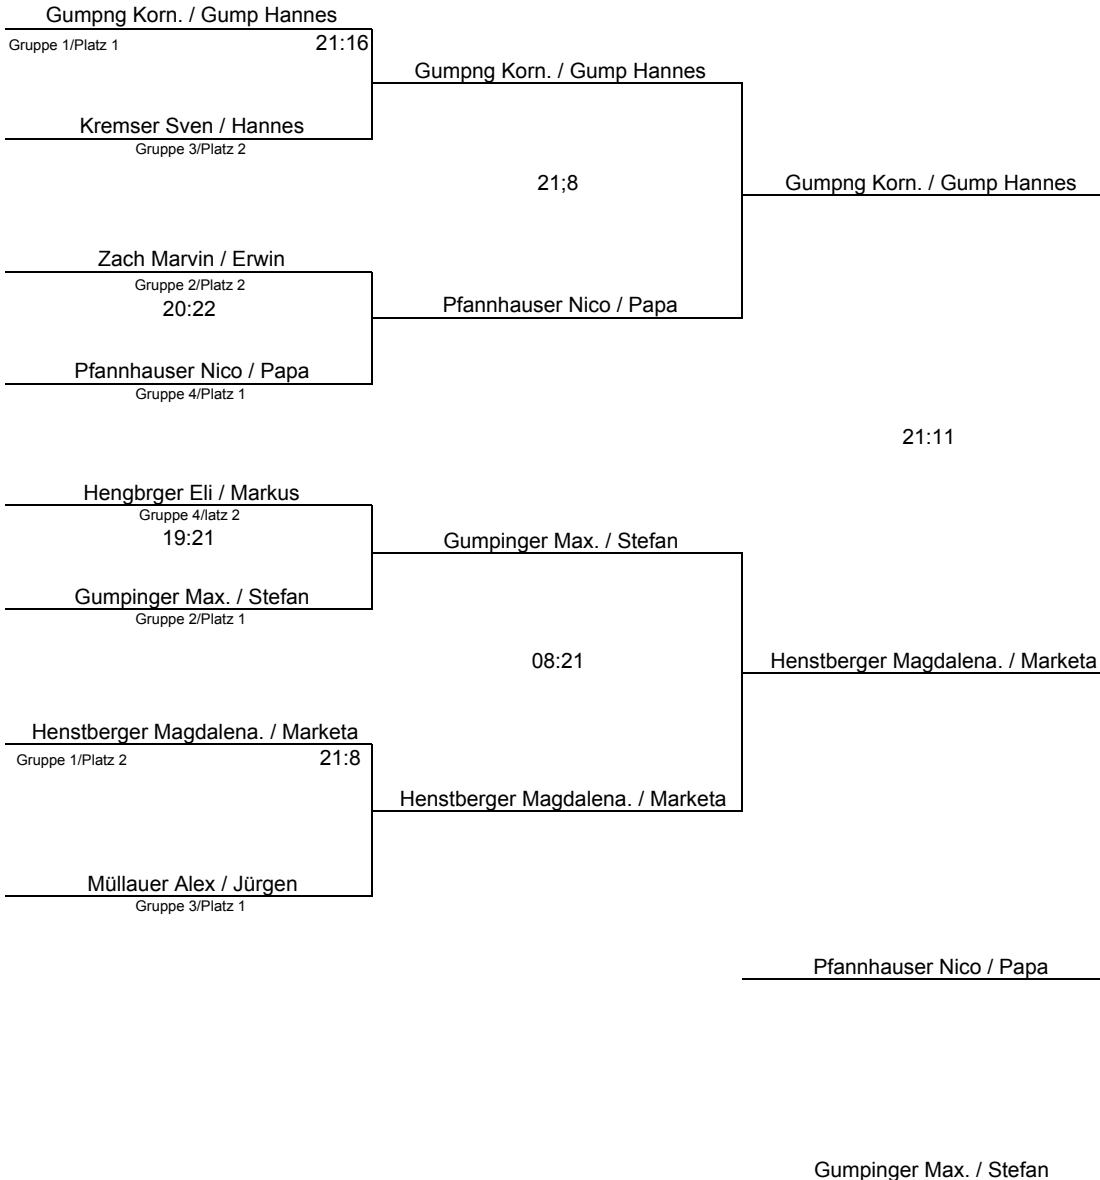 Gumpng Korn. / Gump Hannes
Gruppe 1/Platz 1
21:16
Gumpng Korn. / Gump Hannes
Kremser Sven / Hannes
Gruppe 3/Platz 2
21;8
Gumpng Korn. / Gump Hannes
Zach Marvin / Erwin
Gruppe 2/Platz 2
20:22
Pfannhauser Nico / Papa
Pfannhauser Nico / Papa
Gruppe 4/Platz 1
21:11
Hengbrger Eli / Markus
Gruppe 4/latz 2
19:21
Gumpinger Max. / Stefan
Gumpinger Max. / Stefan
Gruppe 2/Platz 1
08:21
Henstberger Magdalena. / Marketa
Henstberger Magdalena. / Marketa
Gruppe 1/Platz 2
21:8
Henstberger Magdalena. / Marketa
Müllauer Alex / Jürgen
Gruppe 3/Platz 1
Pfannhauser Nico / Papa
Gumpinger Max. / Stefan